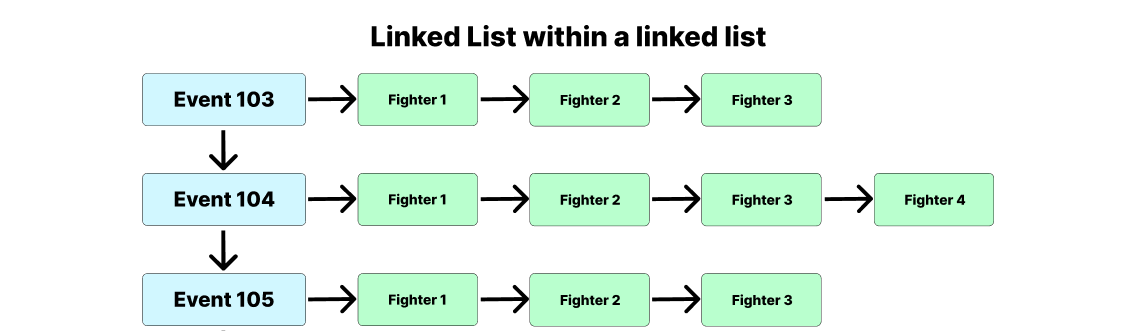 Linked List within a linked list
Event 103 Fighter 1 Fighter 2 Fighter 3
Event 104 Fighter 1 Fighter 2 Fighter 3 Fighter 4
Event 105 Fighter 1 Fighter 2 Fighter 3